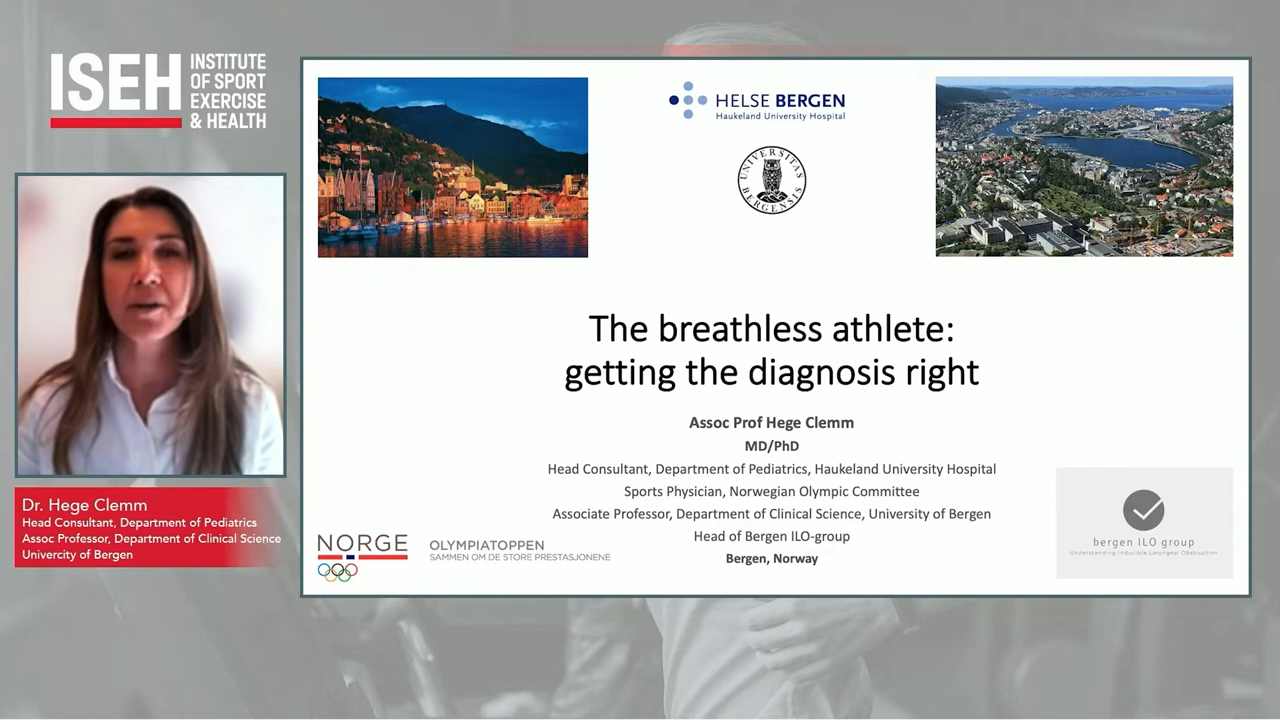 ISEH
INSTITUTE
OF SPORT
EXERCISE
& HEALTH
Dr. Hege Clemm
Head Consultant, Department of Pediatrics
Assoc Professor, Department of Clinical Science
Univercity of Bergen
HELSE BERGEN
Haukeland University Hospital
UNIVERSITAS
BERGENSIS
The breathless athlete:
getting the diagnosis right
Assoc Prof Hege Clemm
MD/PhD
Head Consultant, Department of Pediatrics, Haukeland University Hospital
Sports Physician, Norwegian Olympic Committee
Associate Professor, Department of Clinical Science, University of Bergen
Head of Bergen ILO-group
Bergen, Norway
NORGE
OLYMPIATOPPEN
SAMMEN OM DE STORE PRESTASJONENE
bergen ILO group
Understanding Inducible Laryngeal Obstruction